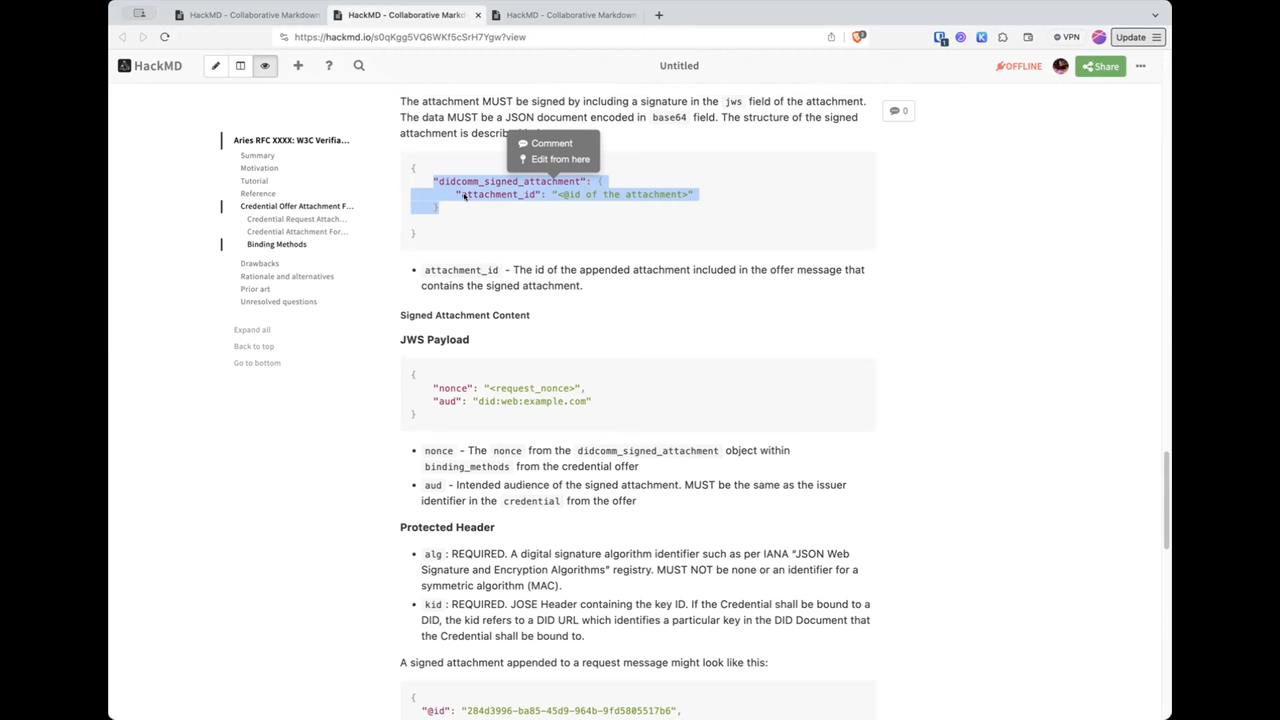 HackMD - Collaborative Markdown
HackMD - Collaborative Markd
HackMD - Collaborative Markdown
https://hackmd.io/s0qKgg5VQ6WKf5cSrH7Ygw?view
VPN
Update
HackMD
Untitled
OFFLINE
Share
The attachment MUST be signed by including a signature in the jws field of the attachment.
The data MUST be a JSON document encoded in base64 field. The structure of the signed
attachment is describ
0
Comment
Edit from here
Aries RFC XXXX: W3C Verifia...
Summary
Motivation
Tutorial
Reference
Credential Offer Attachment F...
Credential Request Attach...
Credential Attachment For...
Binding Methods
Drawbacks
Rationale and alternatives
Prior art
Unresolved questions
Expand all
Back to top
Go to bottom
{
"didcomm_signed_attachment": {
"attachment_id": "<@id of the attachment>"
}
}
• attachment_id - The id of the appended attachment included in the offer message that
contains the signed attachment.
Signed Attachment Content
JWS Payload
{
"nonce": "<request_nonce>",
"aud": "did:web:example.com"
}
• nonce - The nonce from the didcomm_signed_attachment object within
binding_methods from the credential offer
• aud - Intended audience of the signed attachment. MUST be the same as the issuer
identifier in the credential from the offer
Protected Header
• alg : REQUIRED. A digital signature algorithm identifier such as per IANA “JSON Web
Signature and Encryption Algorithms” registry. MUST NOT be none or an identifier for a
symmetric algorithm (MAC).
• kid : REQUIRED. JOSE Header containing the key ID. If the Credential shall be bound to a
DID, the kid refers to a DID URL which identifies a particular key in the DID Document that
the Credential shall be bound to.
A signed attachment appended to a request message might look like this:
{
"@id": "284d3996-ba85-45d9-964b-9fd5805517b6",